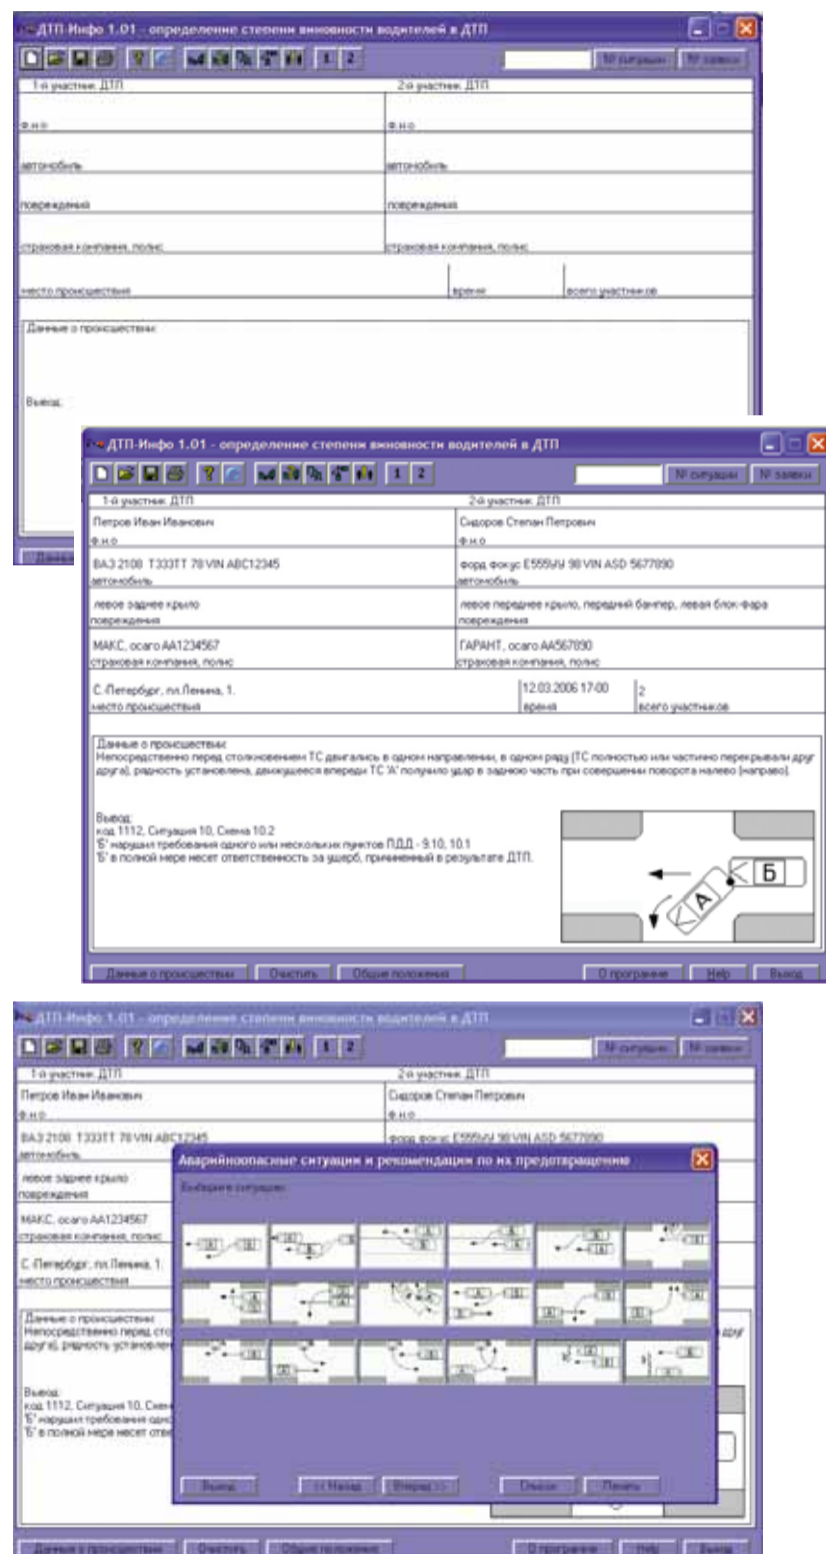 ДТП-Инфо 1.01 - определение степени виновности водителей в ДТП
1 2 № ситуации № заявки
1-й участник ДТП 2-й участник ДТП
Ф.И.О Ф.И.О
автомобиль автомобиль
повреждения повреждения
страховая компания, полис страховая компания, полис
место происшествия время всего участников
Данные о происшествии:
Вывод:
Данные
ДТП-Инфо 1.01 - определение степени виновности водителей в ДТП
1 2 № ситуации № заявки
1-й участник ДТП 2-й участник ДТП
Петров Иван Иванович Сидоров Степан Петрович
Ф.И.О Ф.И.О
ВАЗ 2108 Т333ТТ 78 VIN ABC12345 форд фокус Е555УУ 98 VIN ASD 5677890
автомобиль автомобиль
левое заднее крыло левое переднее крыло, передний бампер, левая блок-фара
повреждения повреждения
МАКС, осаго АА1234567 ГАРАНТ, осаго АА567890
страховая компания, полис страховая компания, полис
С.-Петербург, пл.Ленина, 1. 12.03.2006 17-00 2
место происшествия время всего участников
Данные о происшествии:
Непосредственно перед столкновением ТС двигались в одном направлении, в одном ряду (ТС полностью или частично перекрывали друг
друга), рядность установлена, движущееся впереди ТС 'А' получило удар в заднюю часть при совершении поворота налево (направо).
Вывод:
код 1112, Ситуация 10, Схема 10.2
'Б' нарушил требования одного или нескольких пунктов ПДД - 9.10, 10.1
'Б' в полной мере несет ответственность за ущерб, причиненный в результате ДТП.
А Б
Данные о происшествии Очистить Общие положения О программе Help Выход
ДТП-Инфо 1.01 - определение степени виновности водителей в ДТП
1 2 № ситуации № заявки
1-й участник ДТП 2-й участник ДТП
Петров Иван Иванович Сидоров Степан Петрович
Ф.И.О Ф.И.О
ВАЗ 2108 Т333ТТ 78 VIN ABC12345 форд фокус Е555УУ 98 VIN ASD 5677890
автомобиль
Аварийноопасные ситуации и рекомендации по их предотвращению
левое заднее крыло
повреждения
Выберите ситуацию:
МАКС, осаго АА1234567
страховая компания, полис
С.-Петербург, пл.Ленина, 1.
место происшествия
Данные о происшествии:
Непосредственно перед сто друг
друга), рядность установлен
Вывод:
код 1112, Ситуация 10, Схем
'Б' нарушил требования одно
'Б' в полной мере несет отве
Выход << Назад Вперед >> Список Печать
Данные о происшествии Очистить Общие положения О программе Help Выход